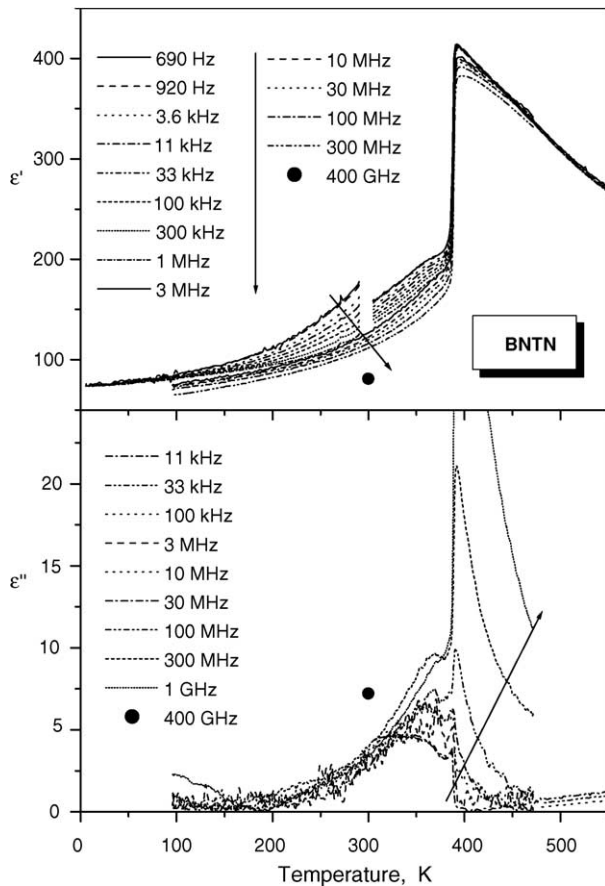 400
300
200
100
ε'
690 Hz
920 Hz
3.6 kHz
11 kHz
33 kHz
100 kHz
300 kHz
1 MHz
3 MHz
10 MHz
30 MHz
100 MHz
300 MHz
400 GHz
BNTN
20
15
10
5
0
ε"
11 kHz
33 kHz
100 kHz
3 MHz
10 MHz
30 MHz
100 MHz
300 MHz
1 GHz
400 GHz
0 100 200 300 400 500
Temperature, K